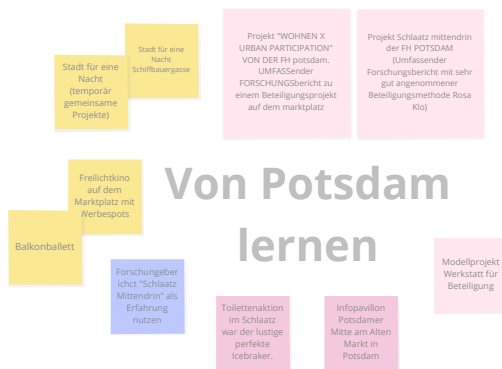 Stadt für eine
Nacht
Schiffbauergasse
Stadt für eine
Nacht
(temporär
gemeinsame
Projekte)
Projekt "WOHNEN X
URBAN PARTICIPATION"
VON DER FH potsdam.
UMFASSender
FORSCHUNGSbericht zu
einem Beteiligungsprojekt
auf dem marktplatz
Projekt Schlaatz mittendrin
der FH POTSDAM
(Umfassender
Forschungsbericht mit sehr
gut angenommener
Beteiligungsmethode Rosa
Klo)
Freilichtkino
auf dem
Marktplatz mit
Werbespots
Von Potsdam
lernen
Balkonballett
Forschungeber
ichct "Schlaatz
Mittendrin" als
Erfahrung
nutzen
Toilettenaktion
im Schlaatz
war der lustige
perfekte
Icebraker.
Infopavillon
Potsdamer
Mitte am Alten
Markt in
Potsdam
Modellprojekt
Werkstatt für
Beteiligung